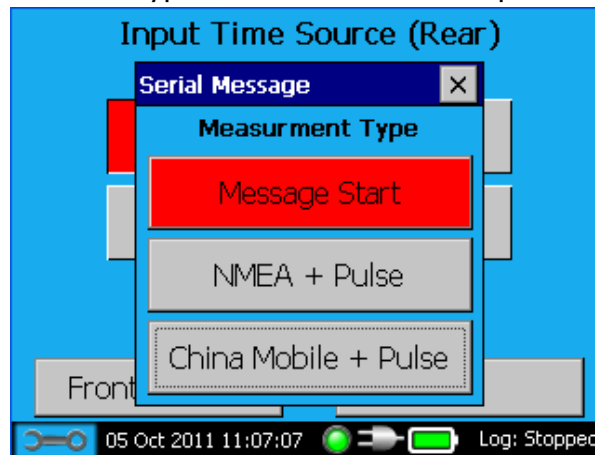 Input Time Source (Rear)
Serial Message
Measurment Type
Message Start
NMEA + Pulse
China Mobile + Pulse
Front
05 Oct 2011 11:07:07 Log: Stopped